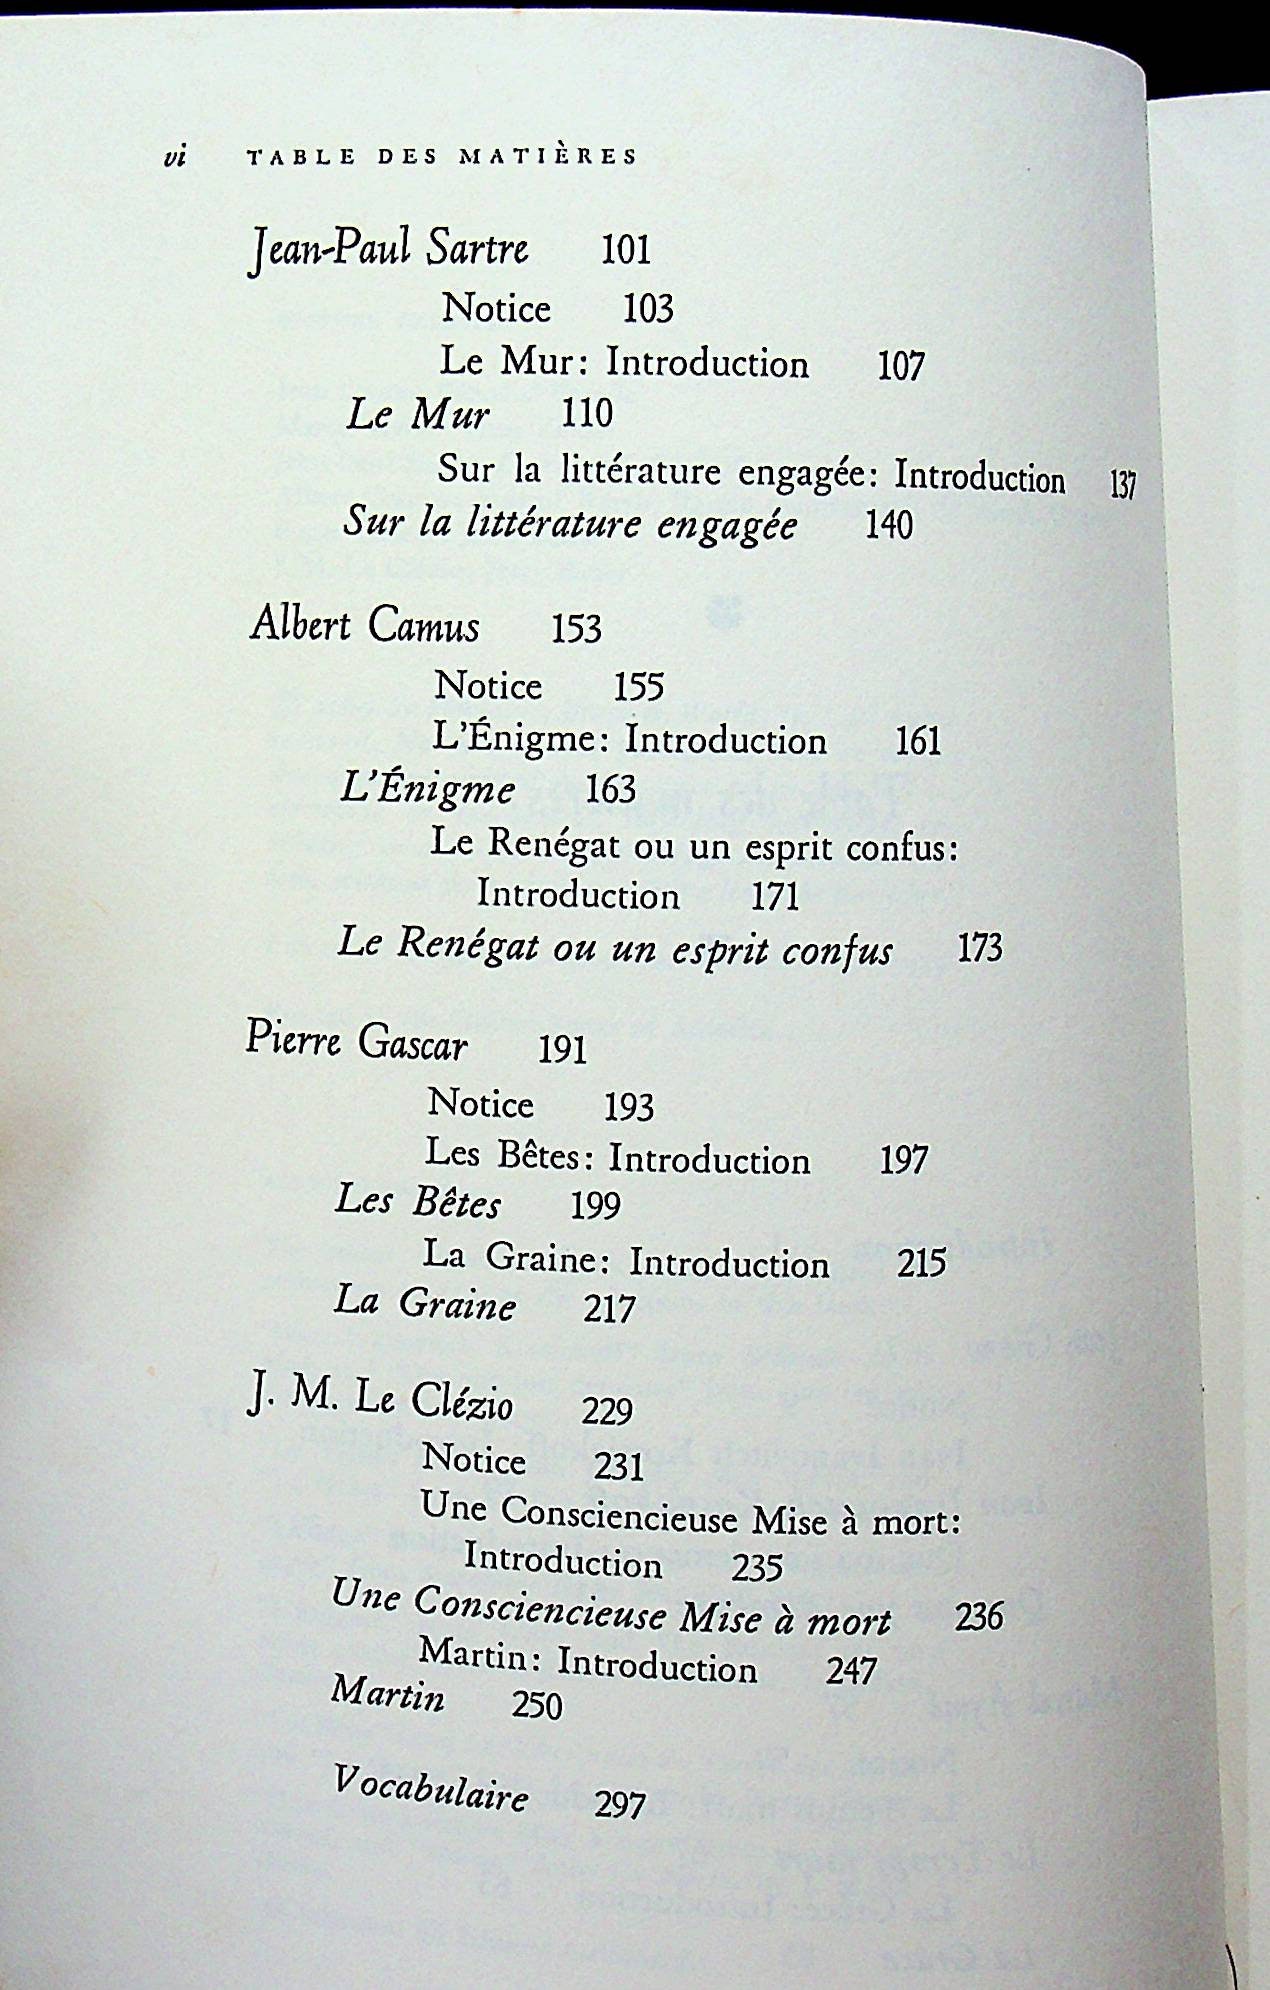 vi TABLE DES MATIÈRES
Jean-Paul Sartre 101
Notice 103
Le Mur: Introduction 107
Le Mur 110
Sur la littérature engagée: Introduction 137
Sur la littérature engagée 140
Albert Camus 153
Notice 155
L'Énigme: Introduction 161
L'Énigme 163
Le Renégat ou un esprit confus:
Introduction 171
Le Renégat ou un esprit confus 173
Pierre Gascar 191
Notice 193
Les Bêtes: Introduction 197
Les Bêtes 199
La Graine: Introduction 215
La Graine 217
J. M. Le Clézio 229
Notice 231
Une Consciencieuse Mise à mort:
Introduction 235
Une Consciencieuse Mise à mort 236
Martin: Introduction 247
Martin 250
Vocabulaire 297